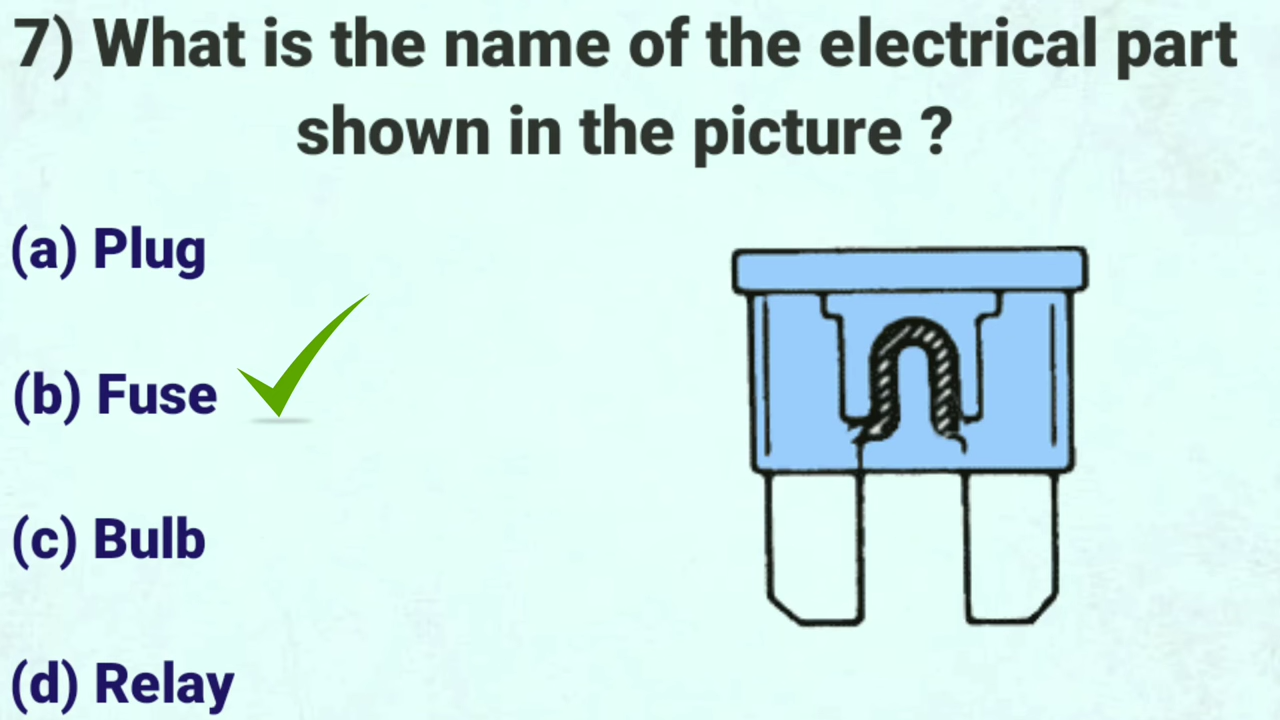 7) What is the name of the electrical part
shown in the picture ?
(a) Plug
(b) Fuse
(c) Bulb
(d) Relay